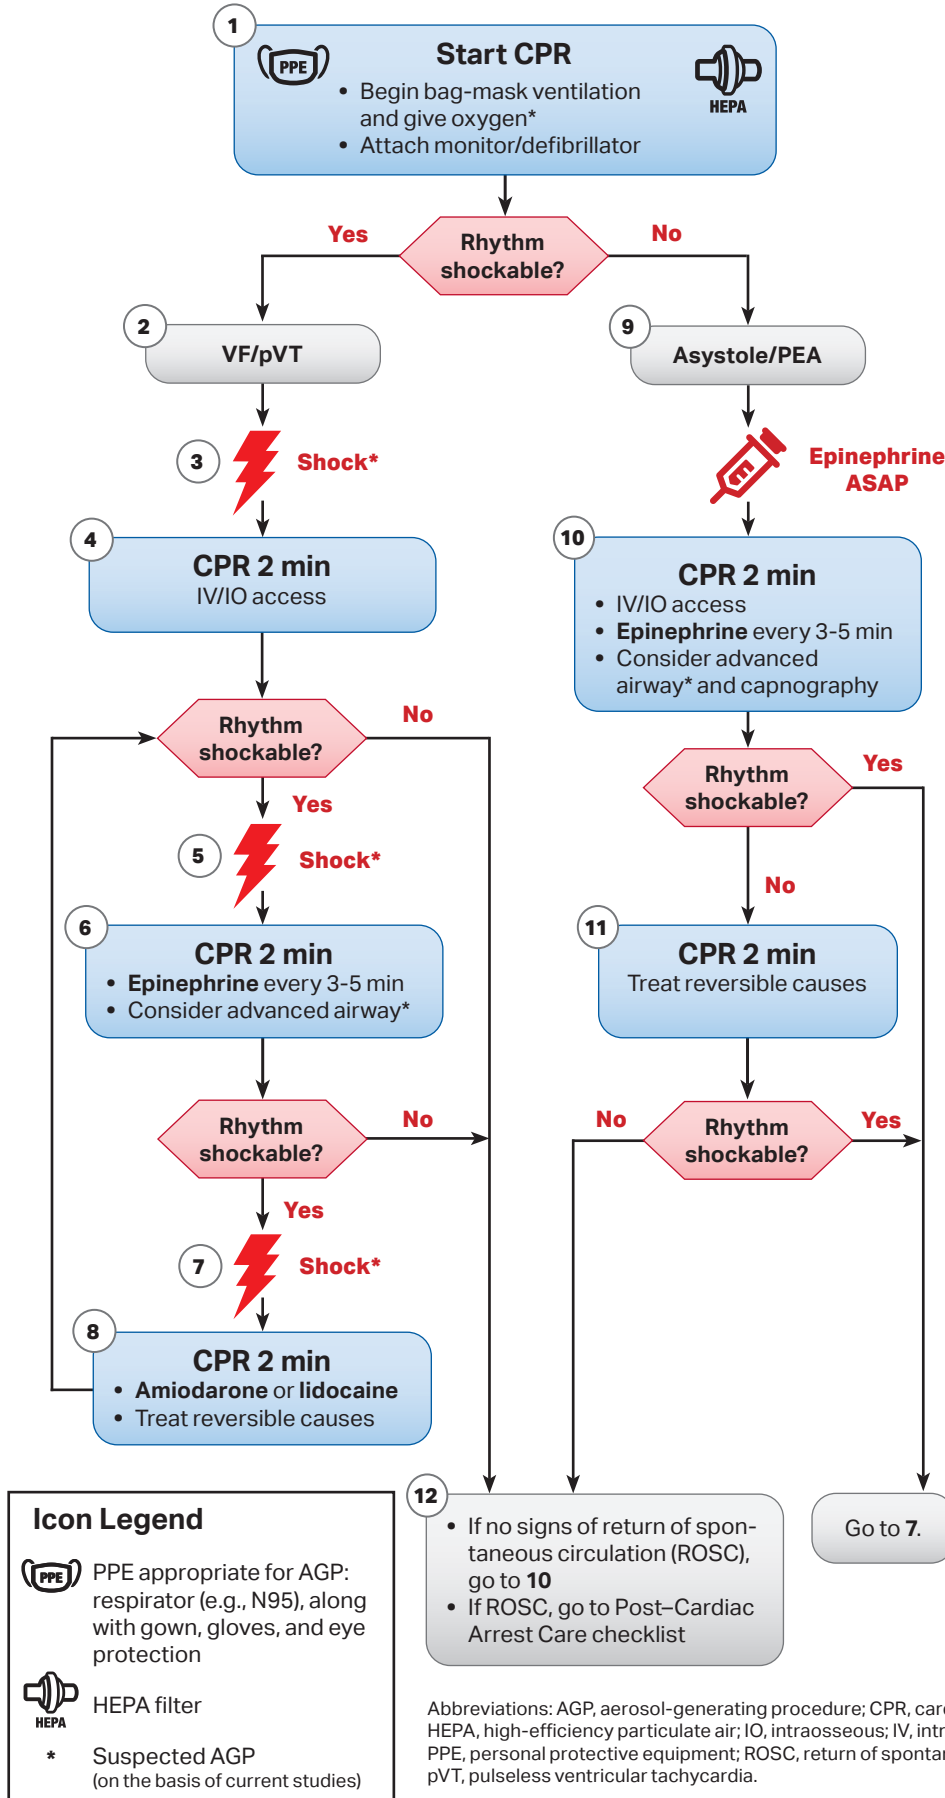 1
PPE
Start CPR
• Begin bag-mask ventilation
and give oxygen*
• Attach monitor/defibrillator
HEPA
Yes
Rhythm
shockable?
No
2
VF/pVT
9
Asystole/PEA
3
Shock*
Epinephrine
ASAP
4
CPR 2 min
IV/IO access
10
CPR 2 min
• IV/IO access
• Epinephrine every 3-5 min
• Consider advanced
airway* and capnography
Rhythm
shockable?
No
Yes
Rhythm
shockable?
Yes
No
5
Shock*
6
CPR 2 min
• Epinephrine every 3-5 min
• Consider advanced airway*
11
CPR 2 min
Treat reversible causes
Rhythm
shockable?
No
Yes
No
Rhythm
shockable?
Yes
7
Shock*
8
CPR 2 min
• Amiodarone or lidocaine
• Treat reversible causes
12
• If no signs of return of spon-
taneous circulation (ROSC),
go to 10
• If ROSC, go to Post–Cardiac
Arrest Care checklist
Go to 7.
Icon Legend
PPE
PPE appropriate for AGP:
respirator (e.g., N95), along
with gown, gloves, and eye
protection
HEPA
HEPA filter
* Suspected AGP
(on the basis of current studies)
Abbreviations: AGP, aerosol-generating procedure; CPR,
HEPA, high-efficiency particulate air; IO, intraosseous; IV,
PPE, personal protective equipment; ROSC, return of
pVT, pulseless ventricular tachycardia.